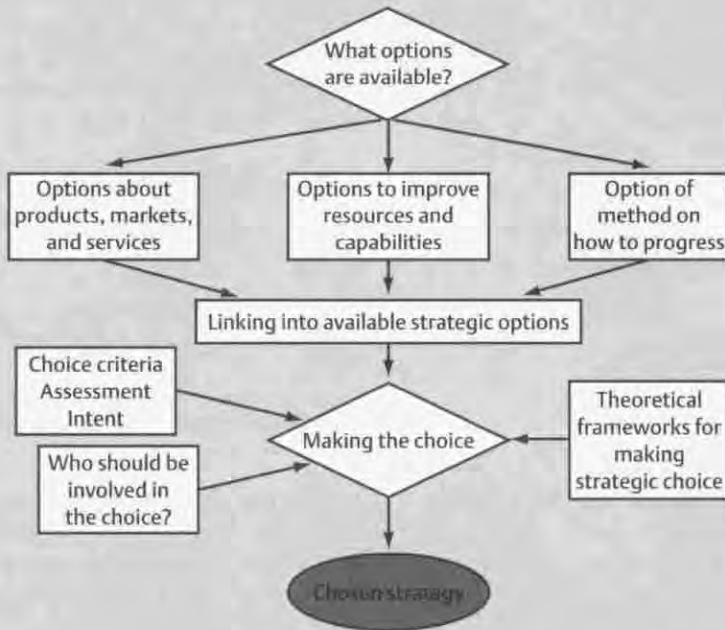 What options
are available?
Options about
products, markets,
and services
Options to improve
resources and
capabilities
Option of
method on
how to progress
Linking into available strategic options
Choice criteria
Assessment
Intent
Making the choice
Theoretical
frameworks for
making
strategic choice
Who should be
involved in
the choice?
Chosen strategy